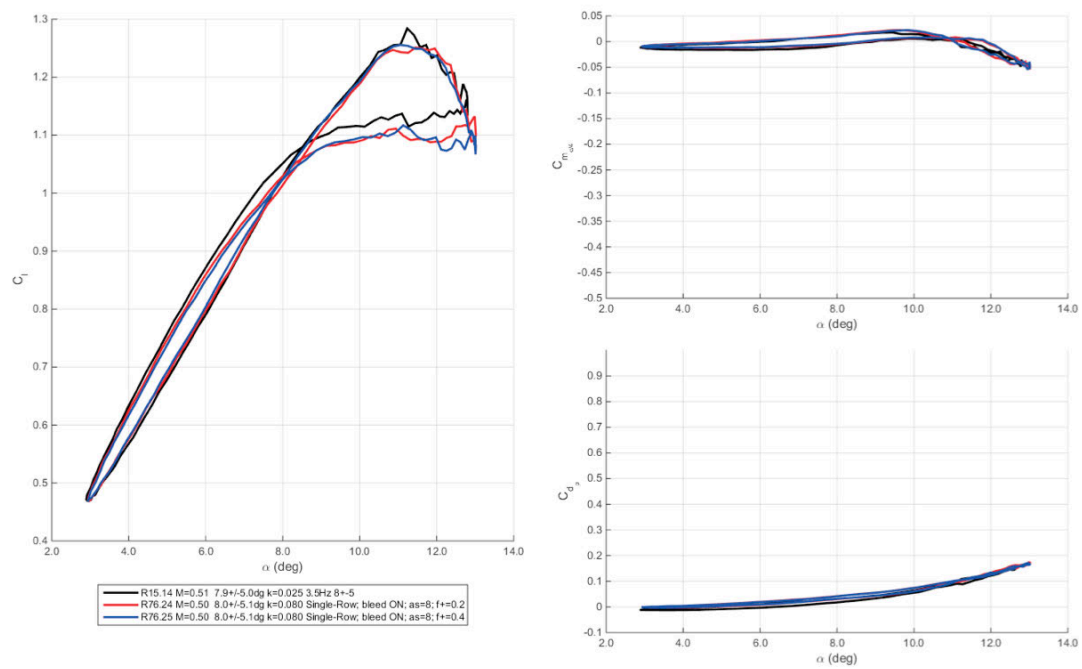 1.3
1.2
1.1
1
0.9
0.8
0.7
0.6
0.5
0.4
C_l
2.0 4.0 6.0 8.0 10.0 12.0 14.0
α (deg)
R15.14 M=0.51 7.9+/-5.0dg k=0.025 3.5Hz 8+-5
R76.24 M=0.50 8.0+/-5.1dg k=0.080 Single-Row; bleed ON; as=8; f+=0.2
R76.25 M=0.50 8.0+/-5.1dg k=0.080 Single-Row; bleed ON; as=8; f+=0.4
0.05
0
-0.05
-0.1
-0.15
-0.2
-0.25
-0.3
-0.35
-0.4
-0.45
-0.5
C_m
2.0 4.0 6.0 8.0 10.0 12.0 14.0
α (deg)
0.9
0.8
0.7
0.6
0.5
0.4
0.3
0.2
0.1
0
-0.1
C_d
2.0 4.0 6.0 8.0 10.0 12.0 14.0
α (deg)